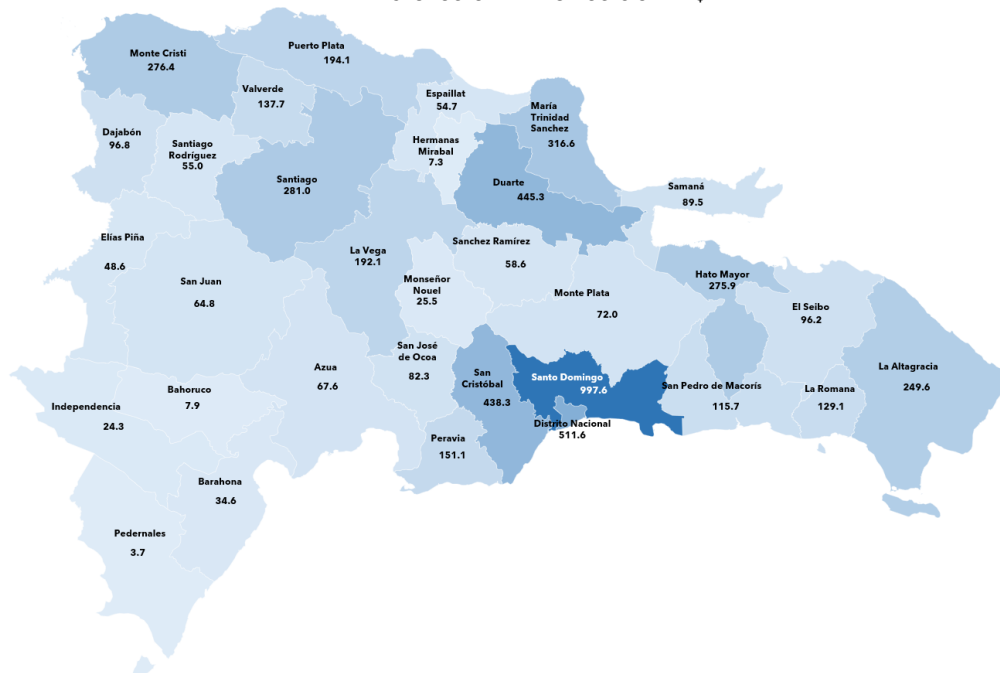 Monte Cristi
276.4
Puerto Plata
194.1
Valverde
137.7
Espaillat
54.7
María
Trinidad
Sanchez
316.6
Dajabón
96.8
Santiago
Rodríguez
55.0
Hermanas
Mirabal
7.3
Santiago
281.0
Duarte
445.3
Samaná
89.5
Elías Piña
48.6
La Vega
192.1
Sanchez Ramírez
58.6
San Juan
64.8
Monseñor
Nouel
25.5
Monte Plata
72.0
Hato Mayor
275.9
El Seibo
96.2
San José
de Ocoa
82.3
Azua
67.6
San
Cristóbal
438.3
Santo Domingo
997.6
La Altagracia
249.6
San Pedro de Macorís
115.7
La Romana
129.1
Bahoruco
7.9
Independencia
24.3
Distrito Nacional
511.6
Peravia
151.1
Barahona
34.6
Pedernales
3.7